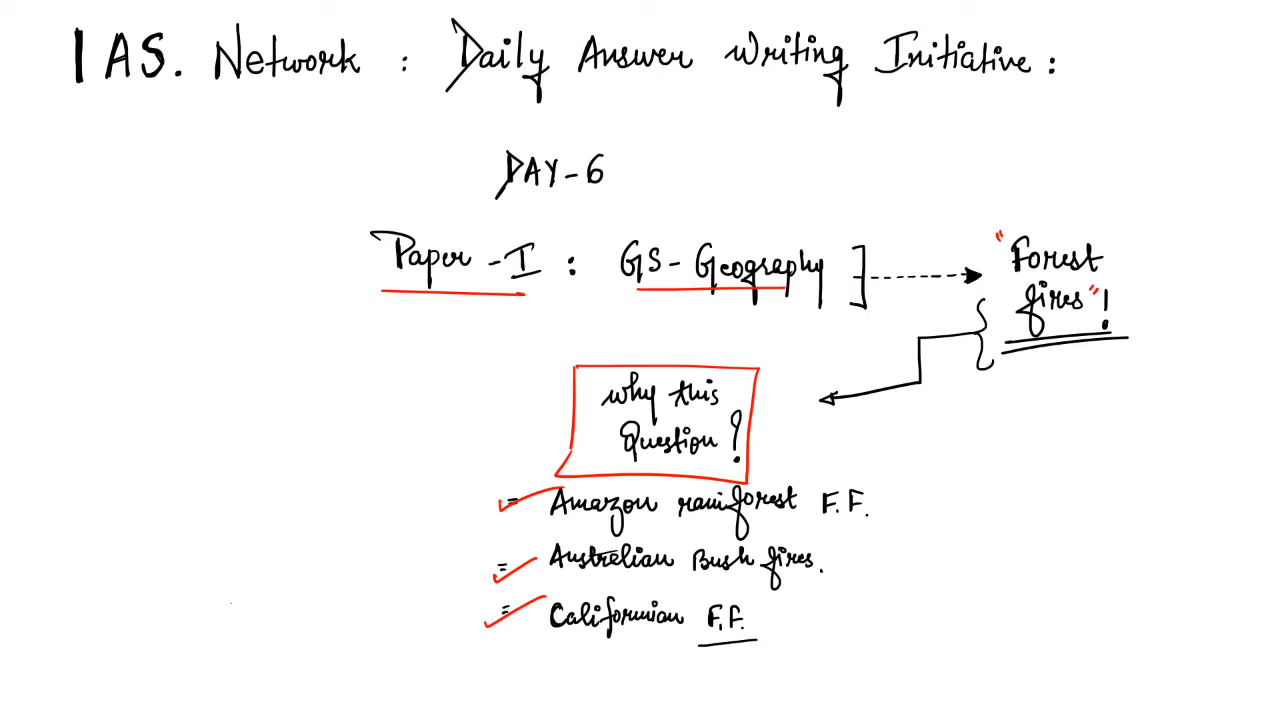 IAS. Network : Daily Answer Writing Initiative :
DAY - 6
Paper - I : GS - Geography ] "Forest
fires"!
why this
Question ?
= Amazon rainforest F.F.
= Australian Bush fires.
= Californian F.F.